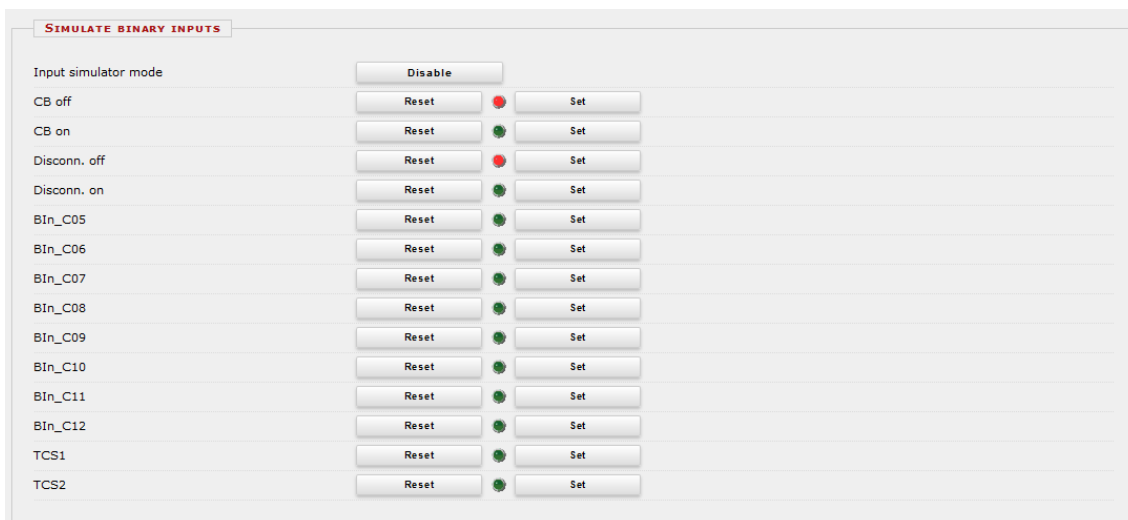 SIMULATE BINARY INPUTS
Input simulator mode Disable
CB off Reset Set
CB on Reset Set
Disconn. off Reset Set
Disconn. on Reset Set
BIn_C05 Reset Set
BIn_C06 Reset Set
BIn_C07 Reset Set
BIn_C08 Reset Set
BIn_C09 Reset Set
BIn_C10 Reset Set
BIn_C11 Reset Set
BIn_C12 Reset Set
TCS1 Reset Set
TCS2 Reset Set